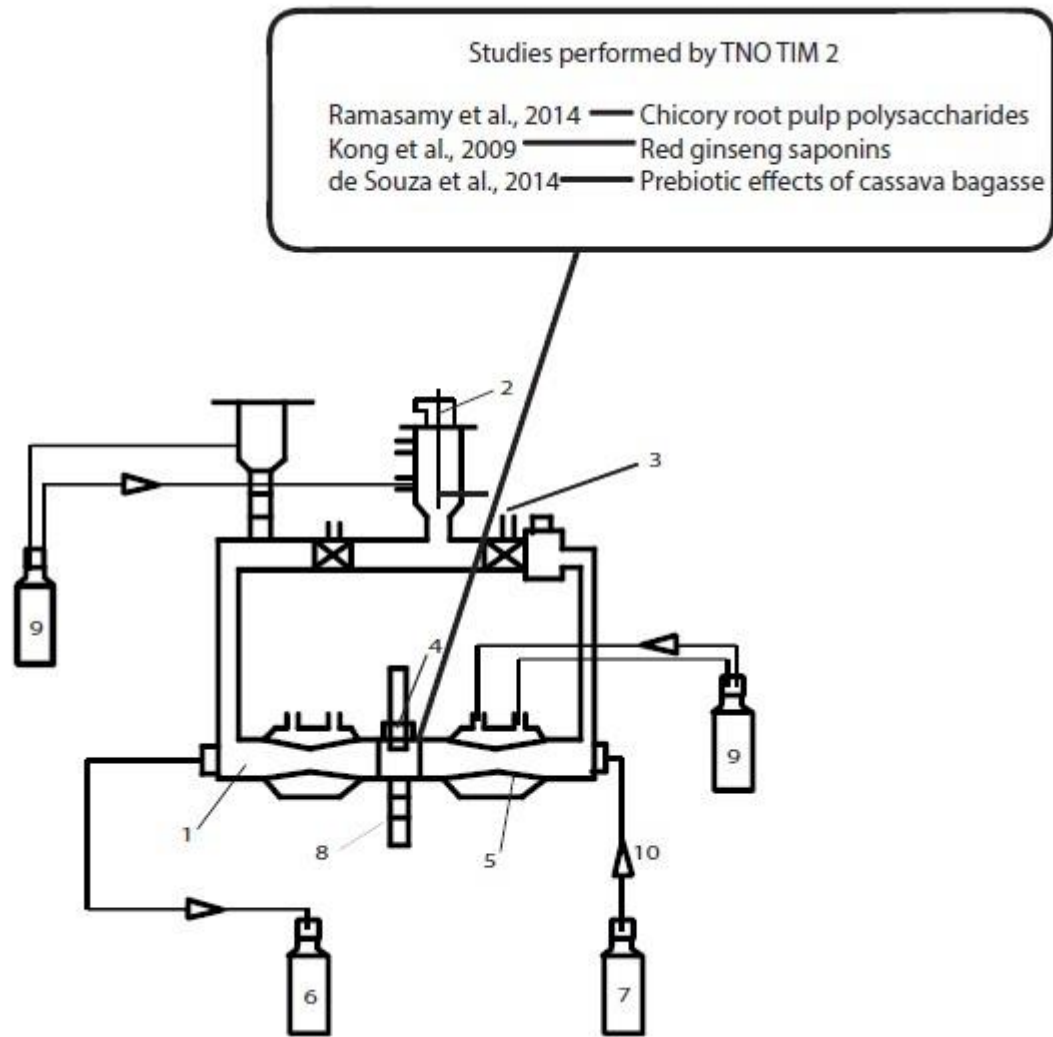 Studies performed by TNO TIM 2
Ramasamy et al., 2014 Chicory root pulp polysaccharides
Kong et al., 2009 Red ginseng saponins
de Souza et al., 2014 Prebiotic effects of cassava bagasse
2
3
9
4
9
1
8
5
10
6
7